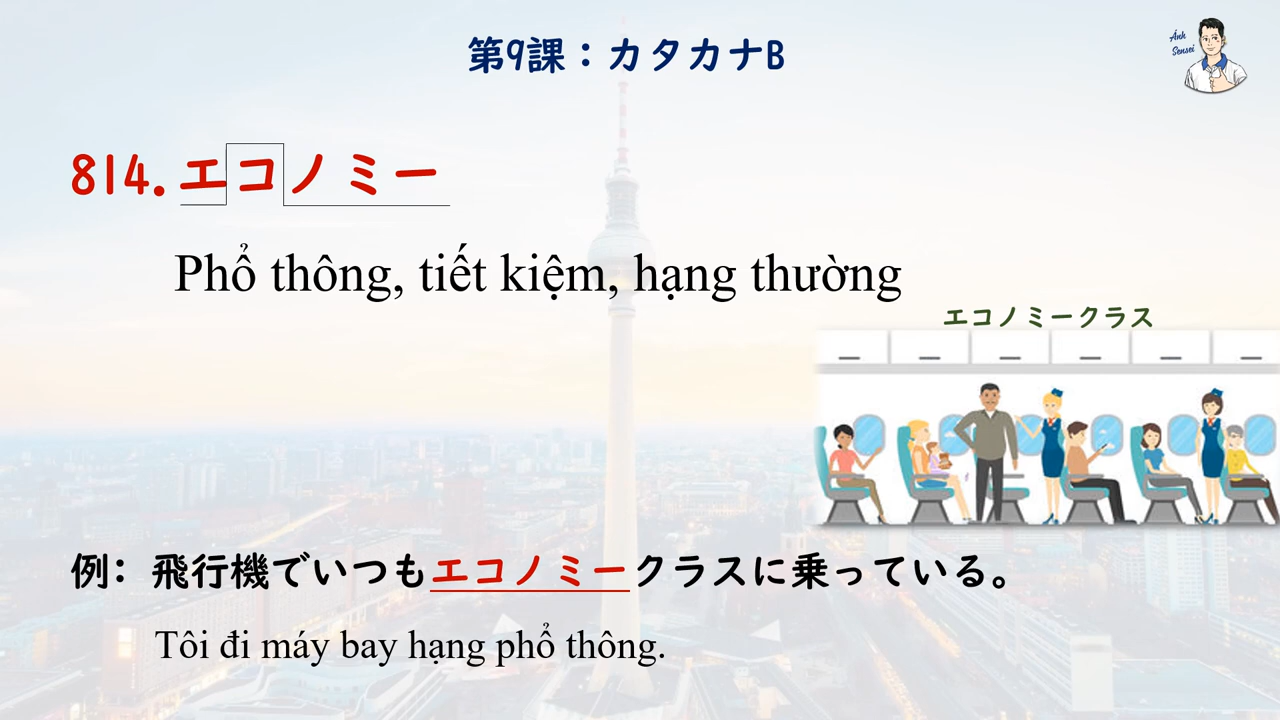 第9課：カタカナB
Ánh
Sensei
814. エコノミー
Phổ thông, tiết kiệm, hạng thường
エコノミークラス
例：飛行機でいつもエコノミークラスに乗っている。
Tôi đi máy bay hạng phổ thông.